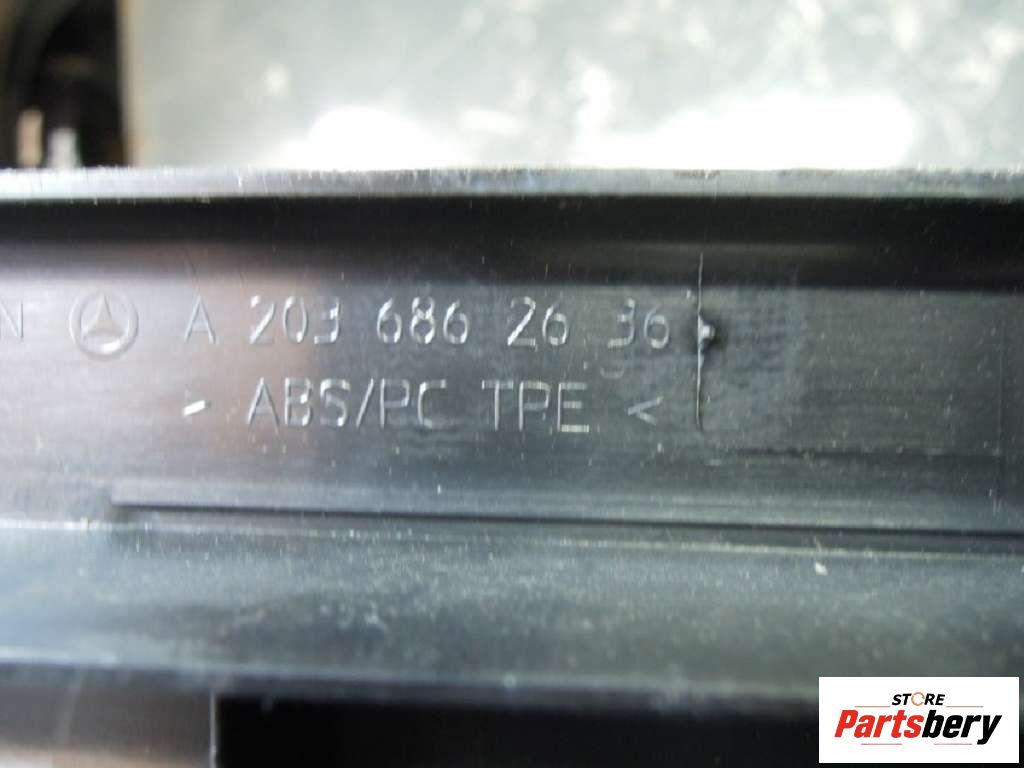 N A 203 686 26 36
> ABS/PC TPE <
STORE
Partsbery